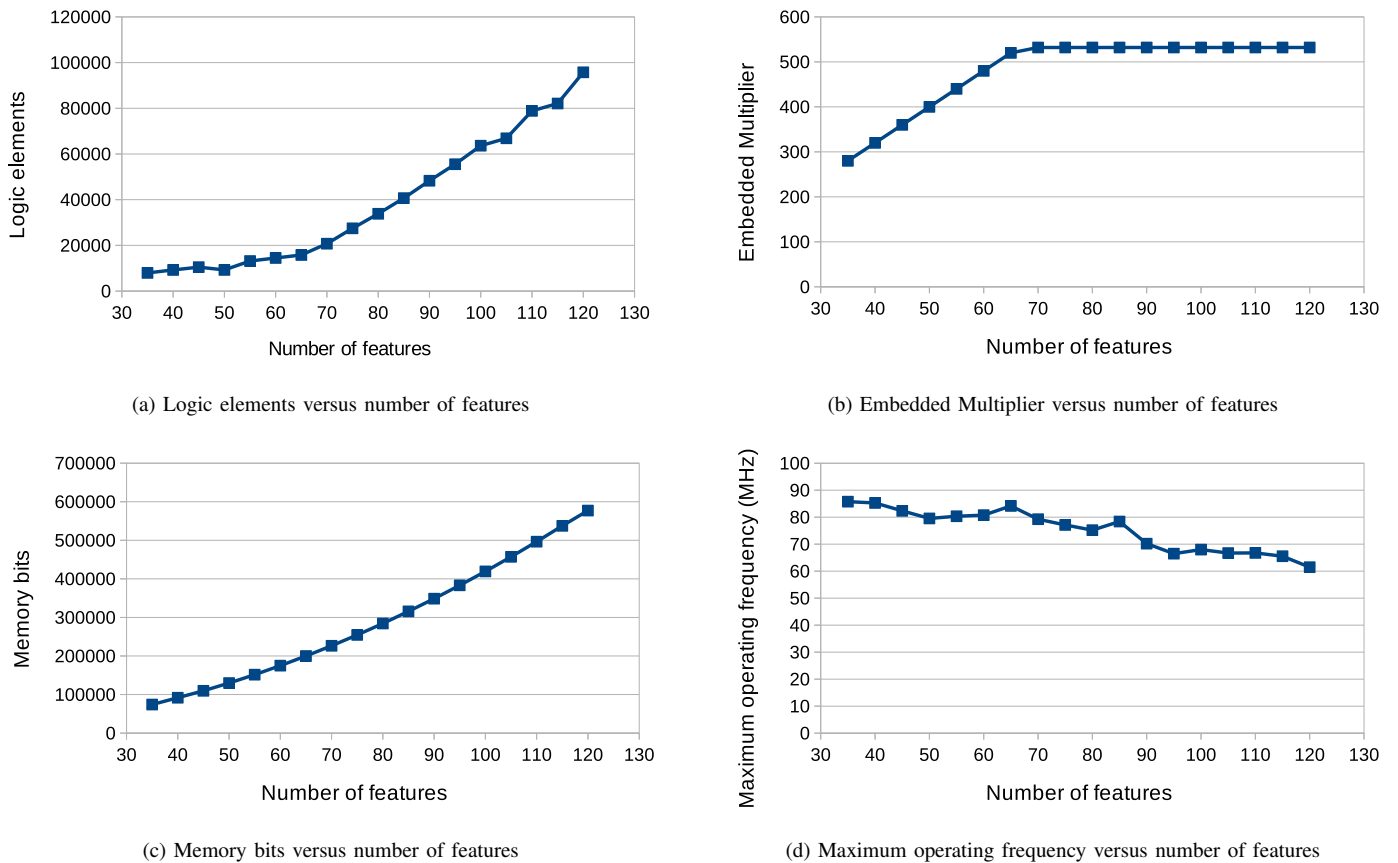 120000
100000
80000
60000
40000
20000
0
30 40 50 60 70 80 90 100 110 120 130
Logic elements
Number of features
(a) Logic elements versus number of features
600
500
400
300
200
100
0
30 40 50 60 70 80 90 100 110 120 130
Embedded Multiplier
Number of features
(b) Embedded Multiplier versus number of features
700000
600000
500000
400000
300000
200000
100000
0
30 40 50 60 70 80 90 100 110 120 130
Memory bits
Number of features
(c) Memory bits versus number of features
100
90
80
70
60
50
40
30
20
10
0
30 40 50 60 70 80 90 100 110 120 130
Maximum operating frequency (MHz)
Number of features
(d) Maximum operating frequency versus number of features